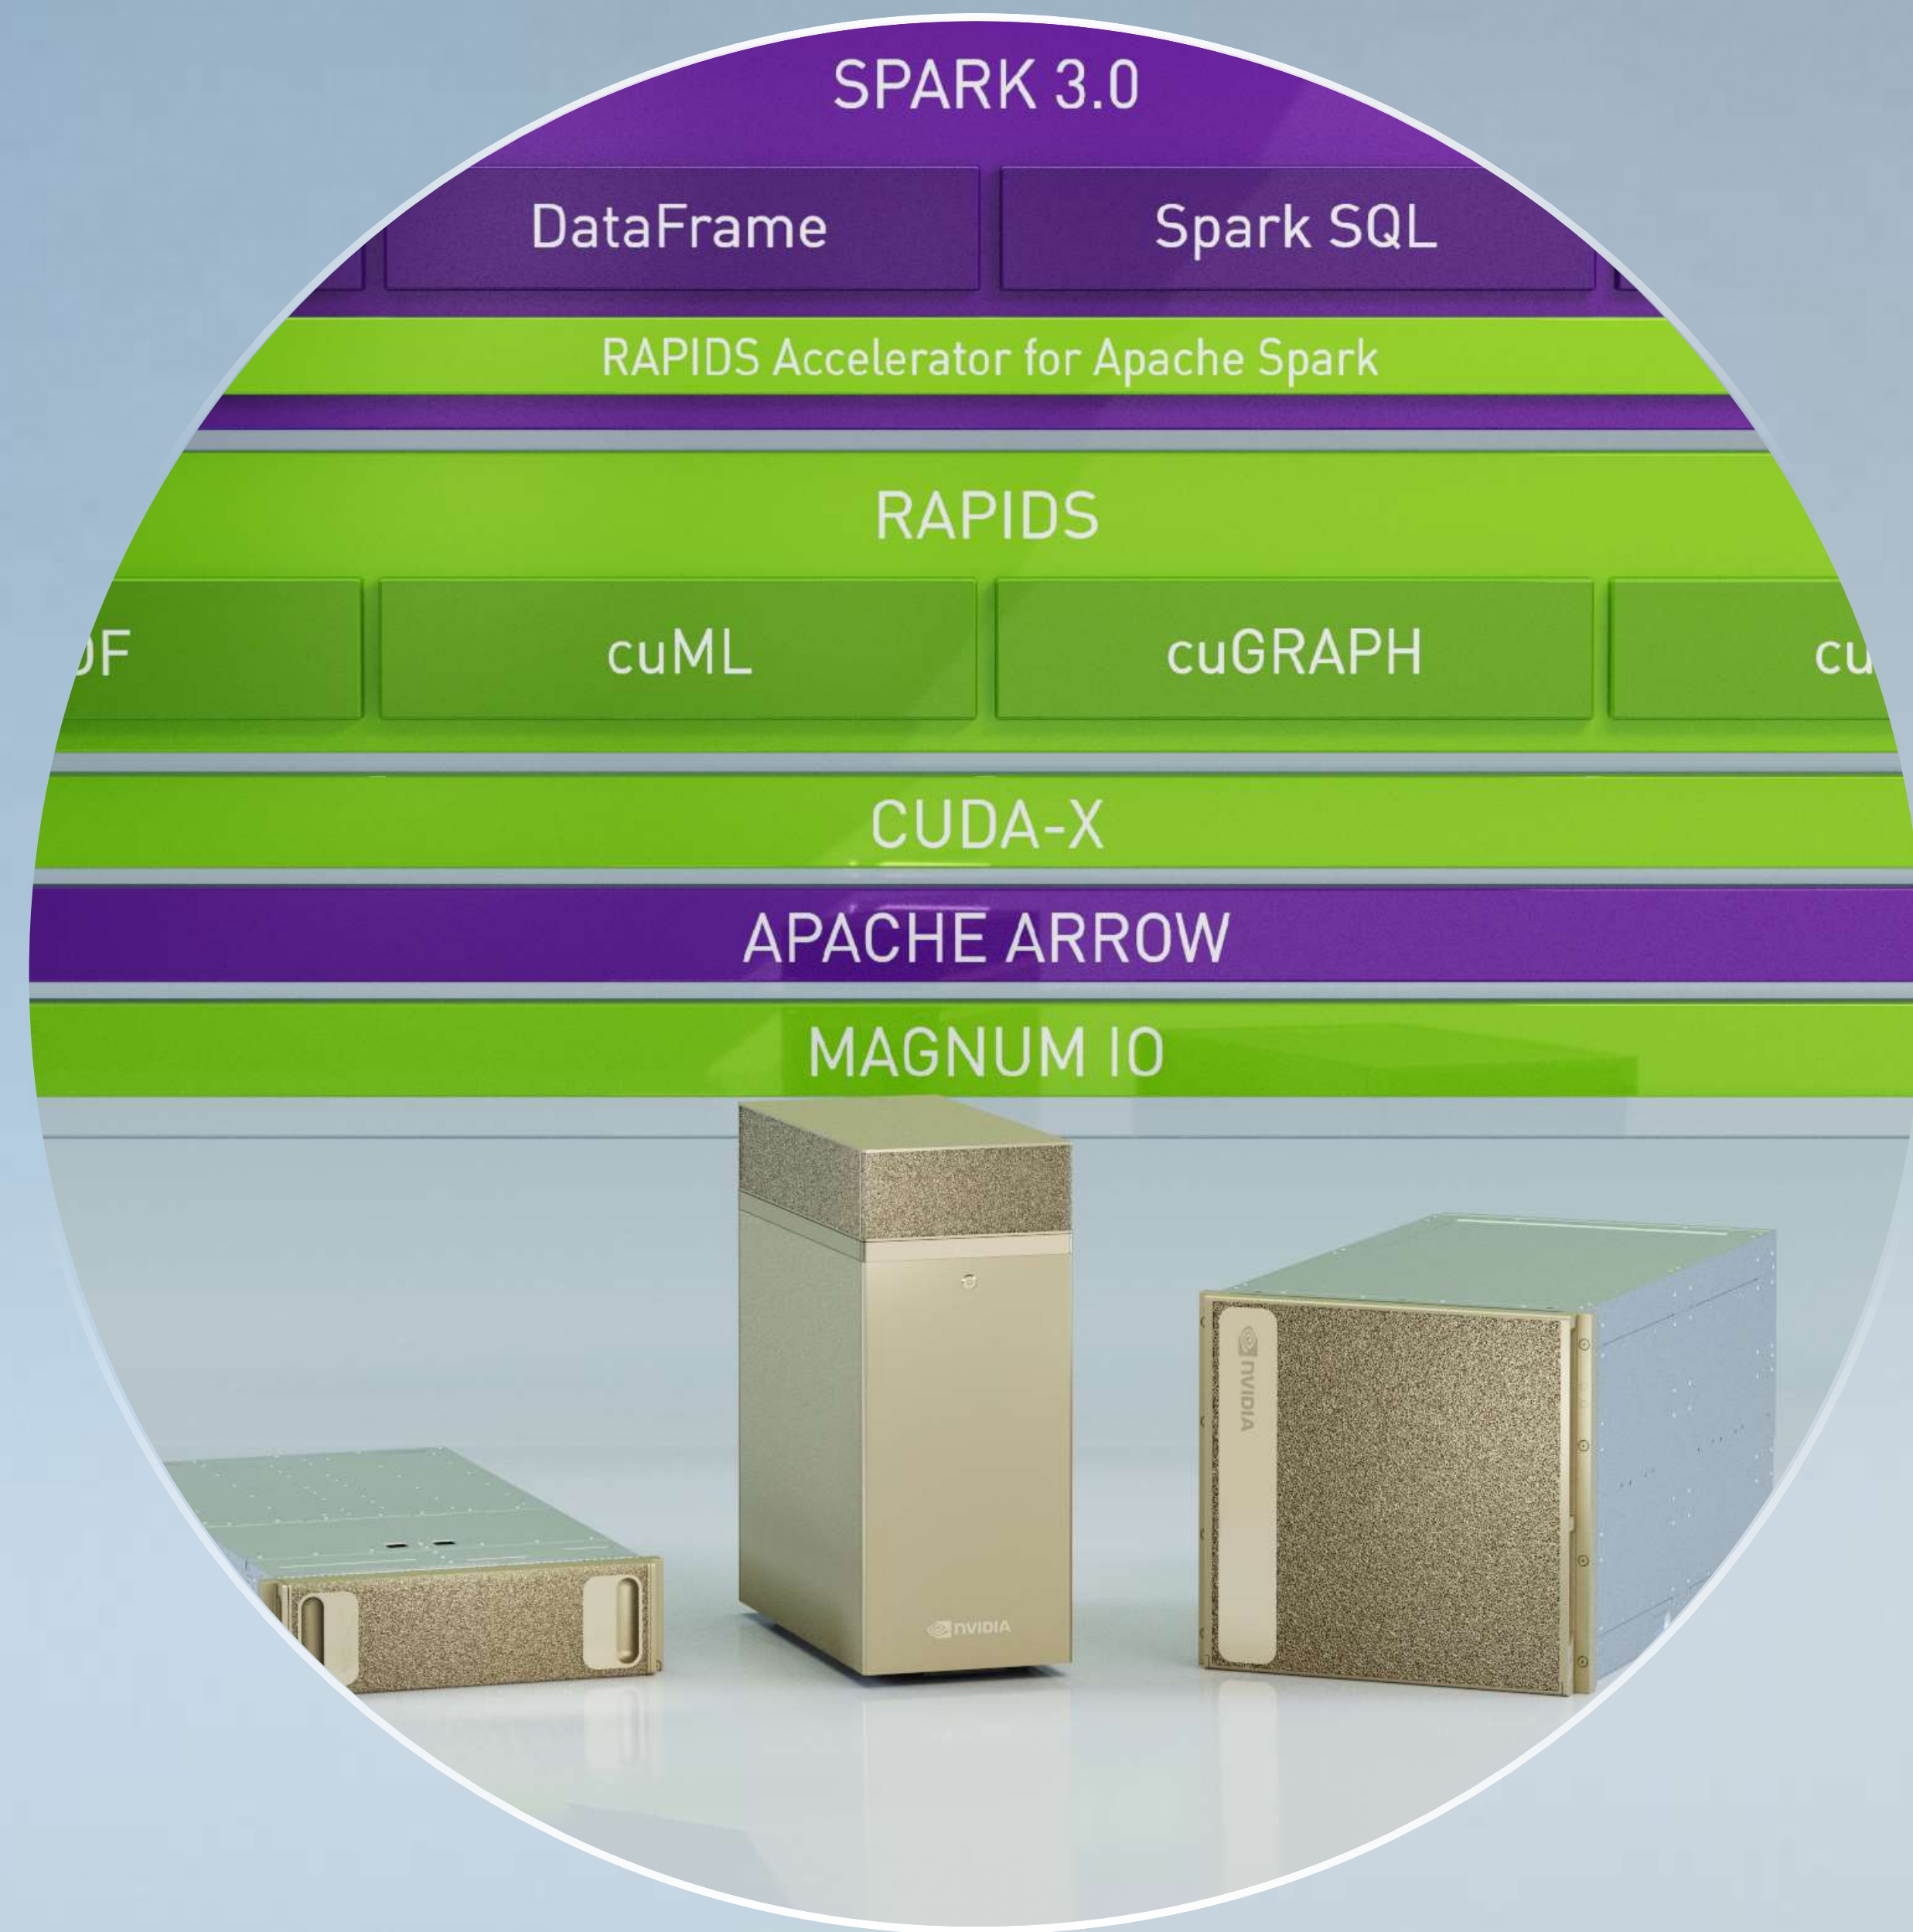 SPARK 3.0
DataFrame Spark SQL
RAPIDS Accelerator for Apache Spark
RAPIDS
cuML cuGRAPH
CUDA-X
APACHE ARROW
MAGNUM IO
NVIDIA
NVIDIA